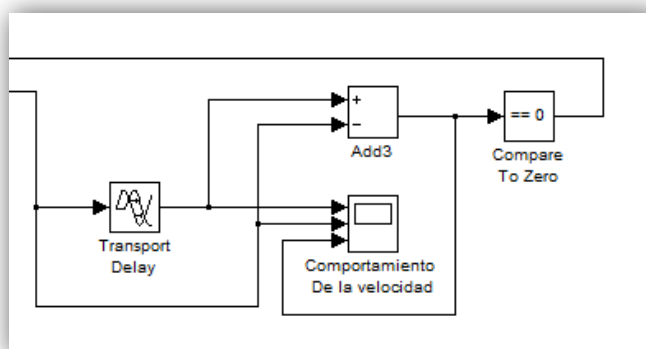 +
−
Add3
== 0
Compare
To Zero
Transport
Delay
Comportamiento
De la velocidad